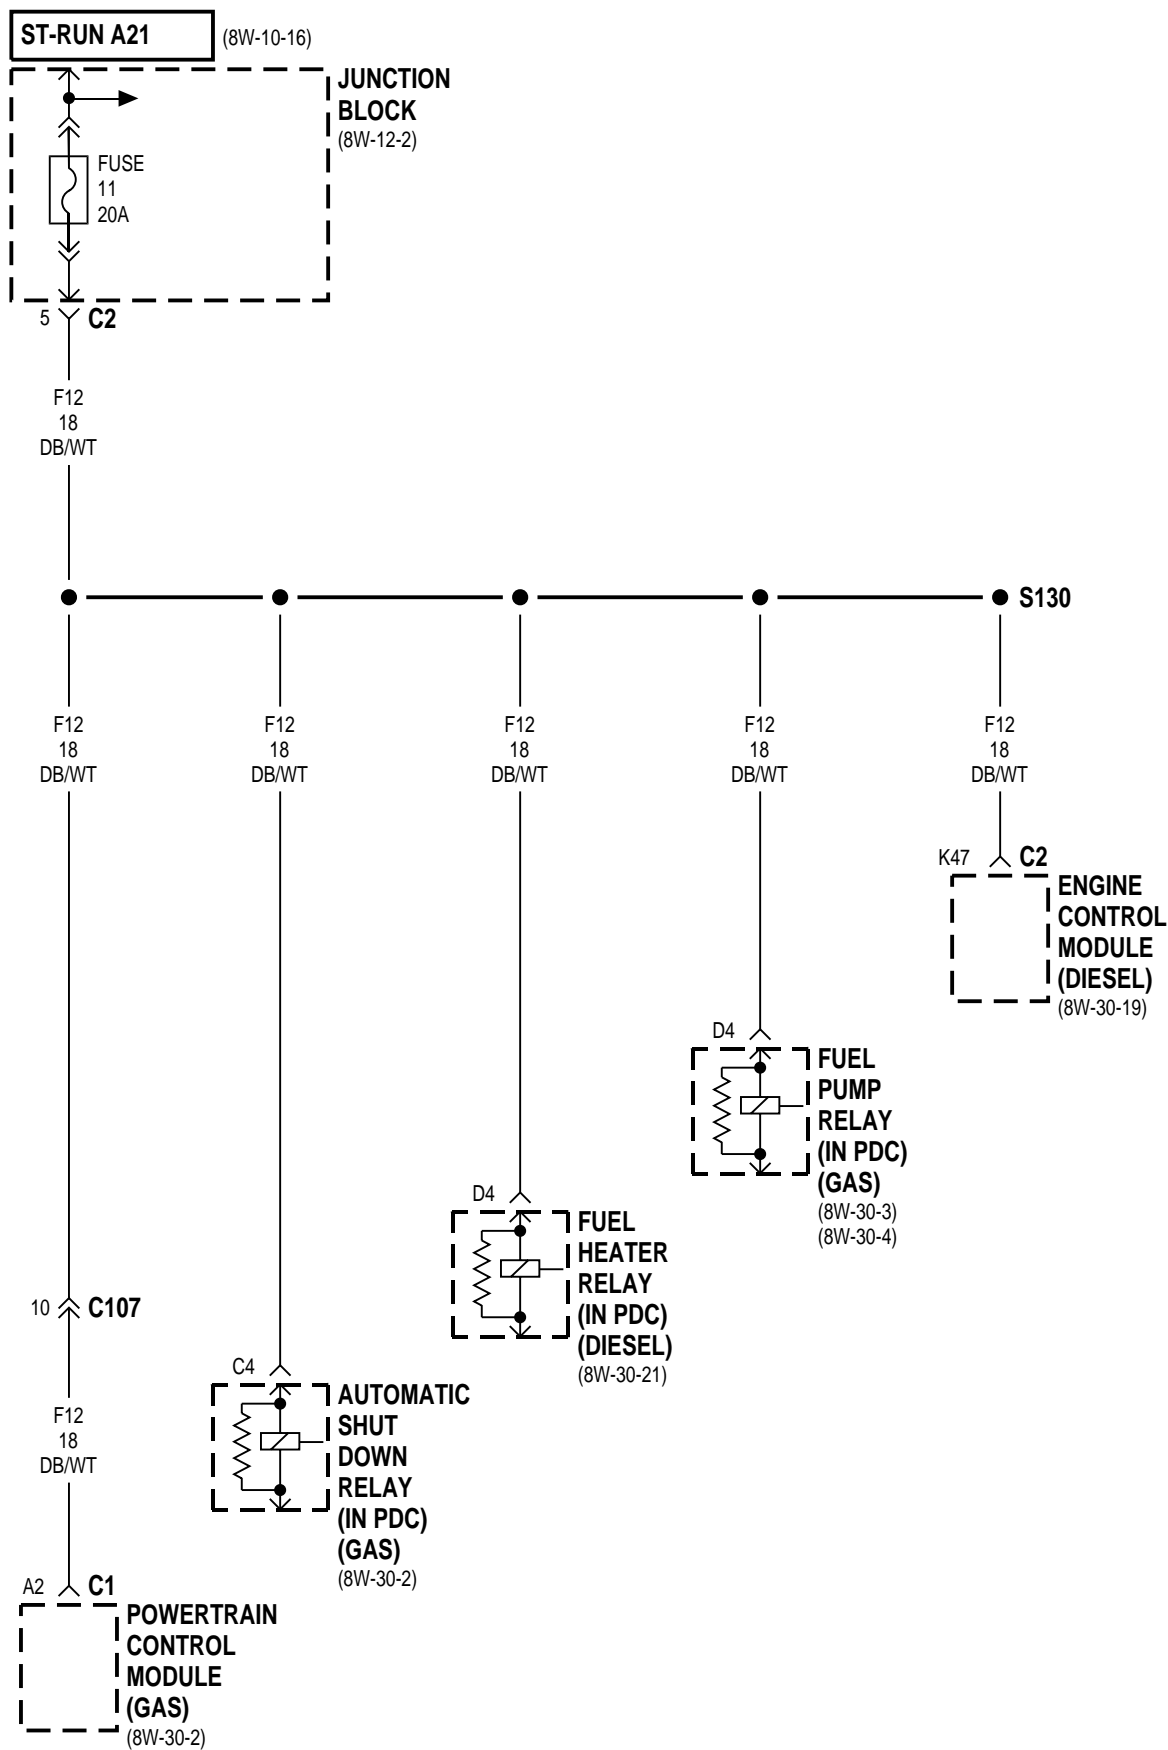 ST-RUN A21
(8W-10-16)
JUNCTION
BLOCK
(8W-12-2)
FUSE
11
20A
5
C2
F12
18
DB/WT
S130
F12
18
DB/WT
F12
18
DB/WT
F12
18
DB/WT
F12
18
DB/WT
F12
18
DB/WT
K47
C2
ENGINE
CONTROL
MODULE
(DIESEL)
(8W-30-19)
D4
FUEL
PUMP
RELAY
(IN PDC)
(GAS)
(8W-30-3)
(8W-30-4)
D4
FUEL
HEATER
RELAY
(IN PDC)
(DIESEL)
(8W-30-21)
10
C107
C4
AUTOMATIC
SHUT
DOWN
RELAY
(IN PDC)
(GAS)
(8W-30-2)
F12
18
DB/WT
A2
C1
POWERTRAIN
CONTROL
MODULE
(GAS)
(8W-30-2)